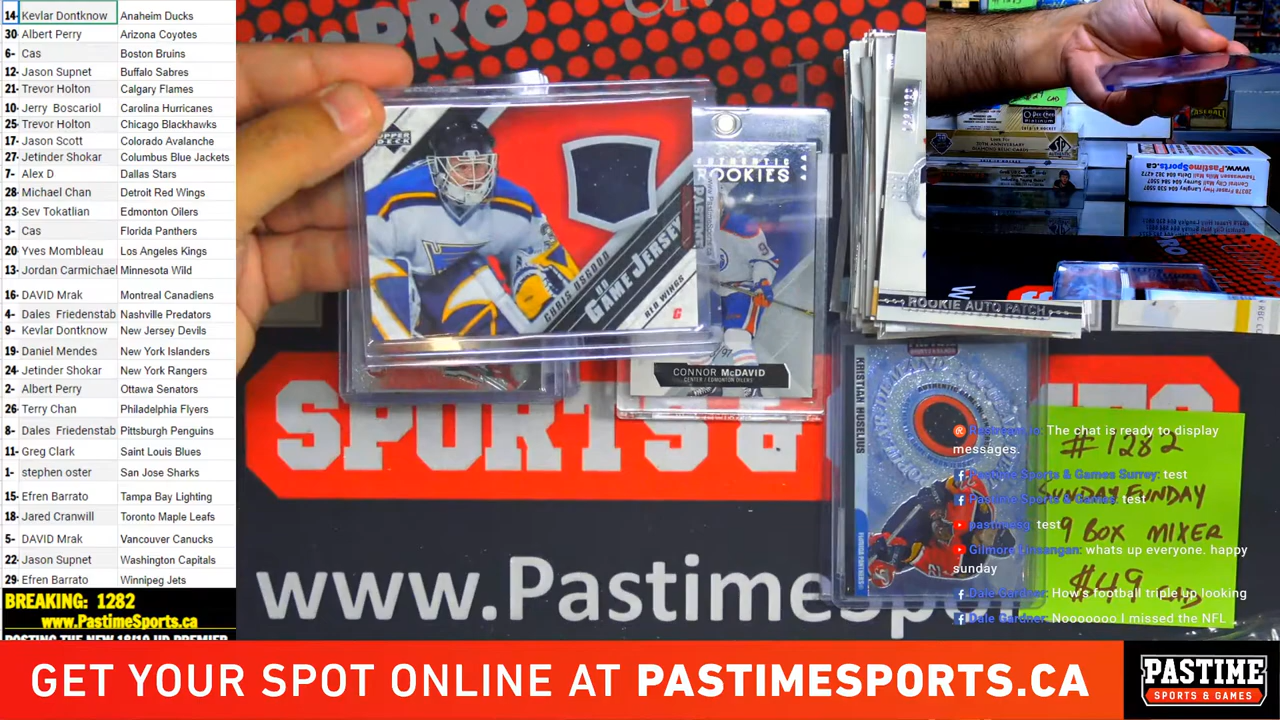 14- Kevlar Dontknow Anaheim Ducks
30- Albert Perry Arizona Coyotes
6- Cas Boston Bruins
12- Jason Supnet Buffalo Sabres
21- Trevor Holton Calgary Flames
10- Jerry Boscariol Carolina Hurricanes
25- Trevor Holton Chicago Blackhawks
17- Jason Scott Colorado Avalanche
27- Jetinder Shokar Columbus Blue Jackets
7- Alex D Dallas Stars
28- Michael Chan Detroit Red Wings
23- Sev Tokatlian Edmonton Oilers
3- Cas Florida Panthers
20- Yves Mombleau Los Angeles Kings
13- Jordan Carmichael Minnesota Wild
16- DAVID Mrak Montreal Canadiens
4- Dales Friedenstab Nashville Predators
9- Kevlar Dontknow New Jersey Devils
19- Daniel Mendes New York Islanders
24- Jetinder Shokar New York Rangers
2- Albert Perry Ottawa Senators
26- Terry Chan Philadelphia Flyers
8- Dales Friedenstab Pittsburgh Penguins
11- Greg Clark Saint Louis Blues
1- stephen oster San Jose Sharks
15- Efren Barrato Tampa Bay Lighting
18- Jared Cranwill Toronto Maple Leafs
5- DAVID Mrak Vancouver Canucks
22- Jason Supnet Washington Capitals
29- Efren Barrato Winnipeg Jets
BREAKING: 1282
www.PastimeSports.ca
PRO
UPPER DECK
CHRIS OSGOOD
UD GAME JERSEY
RED WINGS
G
AUTHENTIC
ROOKIES
97
CONNOR McDAVID
CENTER / EDMONTON OILERS
ROOKIE AUTO PATCH
KRISTIAN HUSELIUS
SPORTS &
www.PastimeSpo
#1282
SUNDAY FUNDAY
9 BOX MIXER
#49 CAD
The chat is ready to display
messages.
Pastime Sports & Games Surrey: test
Pastime Sports & Games: test
pastimesg: test
whats up everyone. happy
sunday
Dale Gardner: How's football triple up looking
Dale Gardner: Nooooooo I missed the NFL
www.PastimeSports.ca
GET YOUR SPOT ONLINE AT PASTIMESPORTS.CA
PASTIME
SPORTS & GAMES